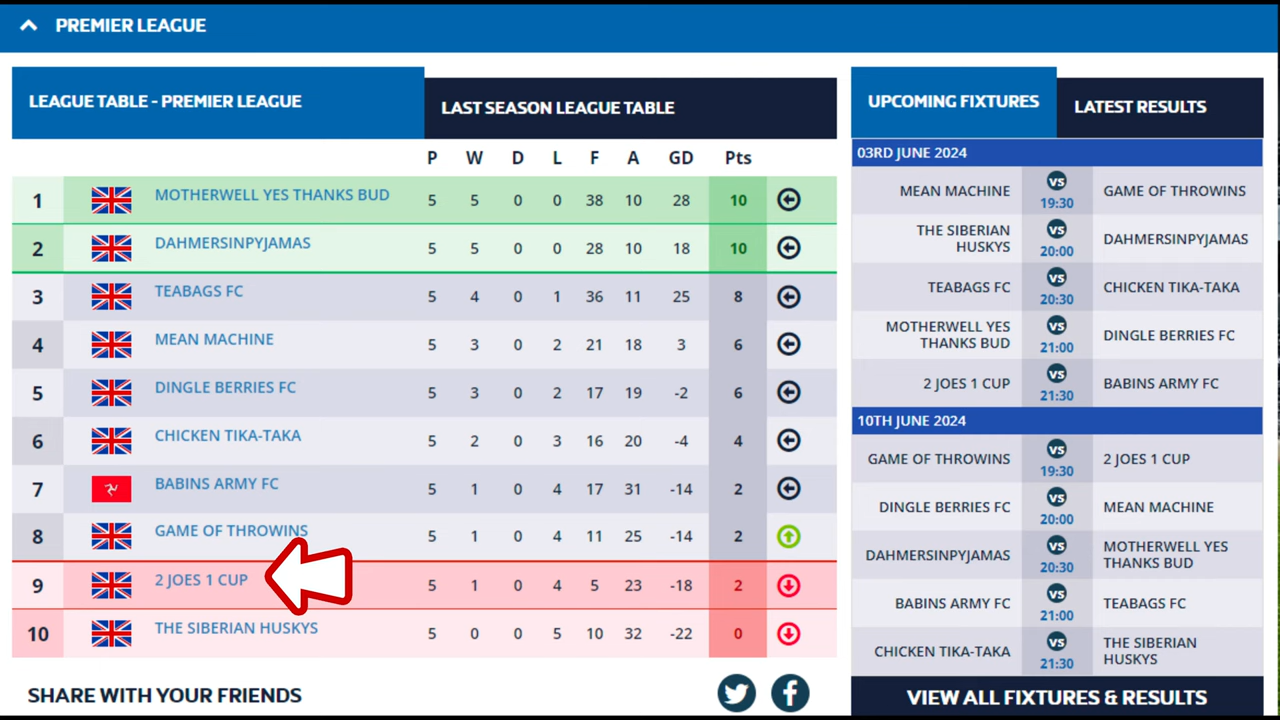 PREMIER LEAGUE
LEAGUE TABLE - PREMIER LEAGUE
LAST SEASON LEAGUE TABLE
P W D L F A GD Pts
1 MOTHERWELL YES THANKS BUD 5 5 0 0 38 10 28 10
2 DAHMERSINPYJAMAS 5 5 0 0 28 10 18 10
3 TEABAGS FC 5 4 0 1 36 11 25 8
4 MEAN MACHINE 5 3 0 2 21 18 3 6
5 DINGLE BERRIES FC 5 3 0 2 17 19 -2 6
6 CHICKEN TIKA-TAKA 5 2 0 3 16 20 -4 4
7 BABINS ARMY FC 5 1 0 4 17 31 -14 2
8 GAME OF THROWINS 5 1 0 4 11 25 -14 2
9 2 JOES 1 CUP 5 1 0 4 5 23 -18 2
10 THE SIBERIAN HUSKYS 5 0 0 5 10 32 -22 0
SHARE WITH YOUR FRIENDS
UPCOMING FIXTURES
LATEST RESULTS
03RD JUNE 2024
MEAN MACHINE vs GAME OF THROWINS
19:30
THE SIBERIAN
HUSKYS
vs
20:00
DAHMERSINPYJAMAS
TEABAGS FC vs CHICKEN TIKA-TAKA
20:30
MOTHERWELL YES
THANKS BUD
vs
21:00
DINGLE BERRIES FC
2 JOES 1 CUP vs BABINS ARMY FC
21:30
10TH JUNE 2024
GAME OF THROWINS vs 2 JOES 1 CUP
19:30
DINGLE BERRIES FC vs MEAN MACHINE
20:00
DAHMERSINPYJAMAS
vs
20:30
MOTHERWELL YES
THANKS BUD
BABINS ARMY FC vs TEABAGS FC
21:00
CHICKEN TIKA-TAKA
vs
21:30
THE SIBERIAN
HUSKYS
VIEW ALL FIXTURES & RESULTS